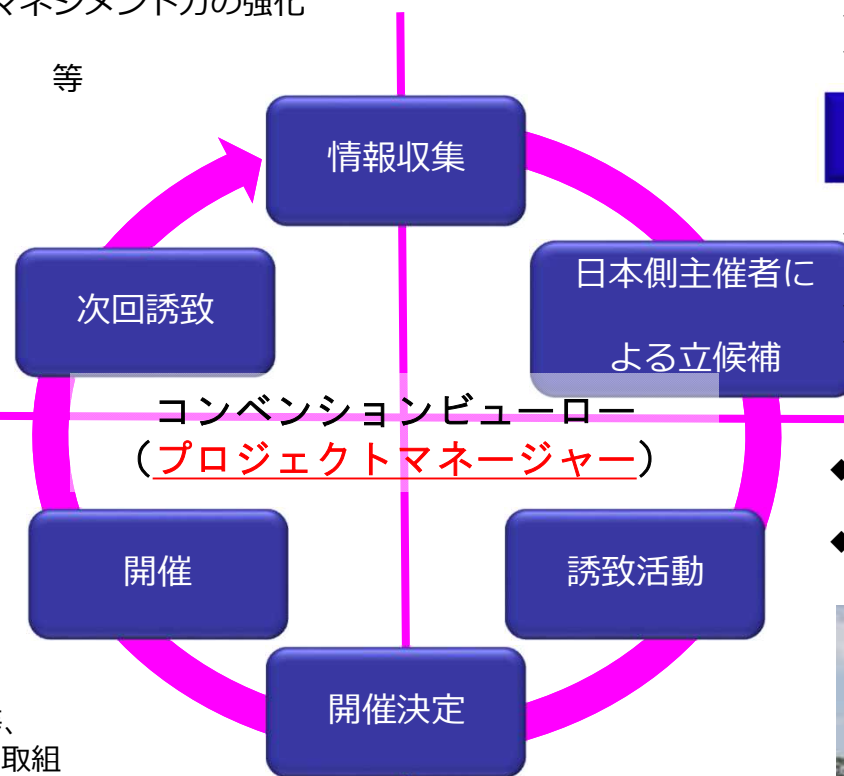 マネジメント力の強化
等
情報収集
次回誘致
日本側主催者に
よる立候補
コンベンションビューロー
（プロジェクトマネージャー）
◆
◆
開催
誘致活動
開催決定
取組